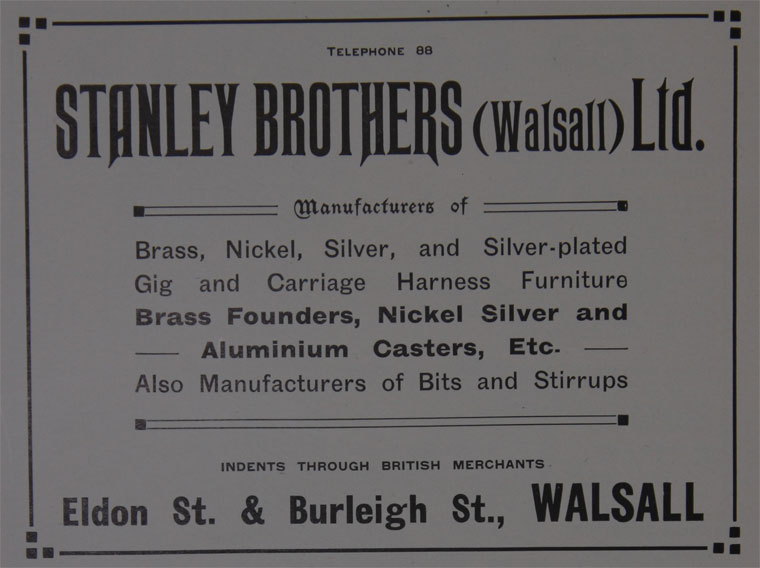 TELEPHONE 88
STANLEY BROTHERS (Walsall) Ltd.
Manufacturers of
Brass, Nickel, Silver, and Silver-plated
Gig and Carriage Harness Furniture
Brass Founders, Nickel Silver and
— Aluminium Casters, Etc. —
Also Manufacturers of Bits and Stirrups
INDENTS THROUGH BRITISH MERCHANTS
Eldon St. & Burleigh St., WALSALL